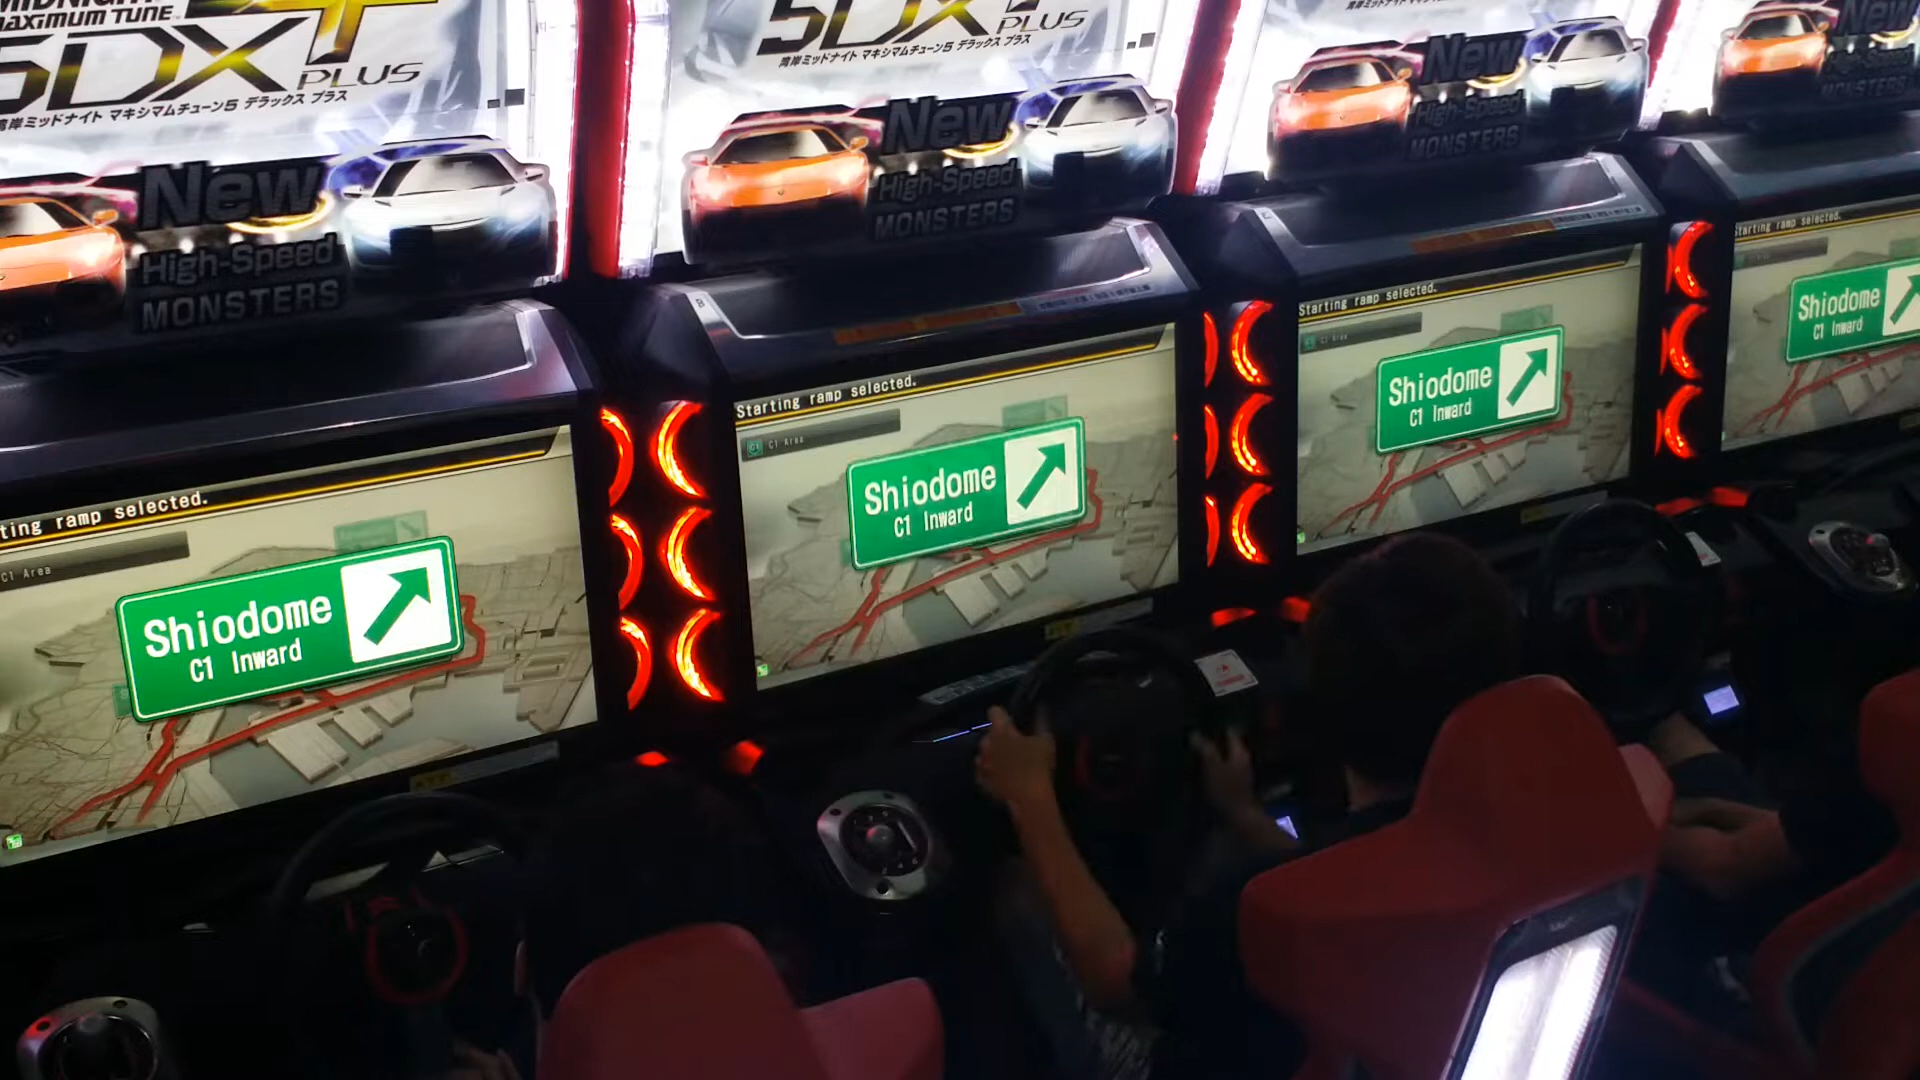 MIDNIGHT
MAXIMUM TUNE
5DX+
PLUS
湾岸ミッドナイト マキシマムチューン5 デラックス プラス
New
High-Speed
MONSTERS
ting ramp selected.
C1 Area
Shiodome
C1 Inward
5DX+
PLUS
湾岸ミッドナイト マキシマムチューン5 デラックス プラス
New
High-Speed
MONSTERS
B
Starting ramp selected.
C1 C1 Area
Shiodome
C1 Inward
New
High-Speed
MONSTERS
Starting ramp selected.
C1 Area
Shiodome
C1 Inward
New
High-Speed
MONSTERS
Starting ramp selected.
Shiodome
C1 Inward